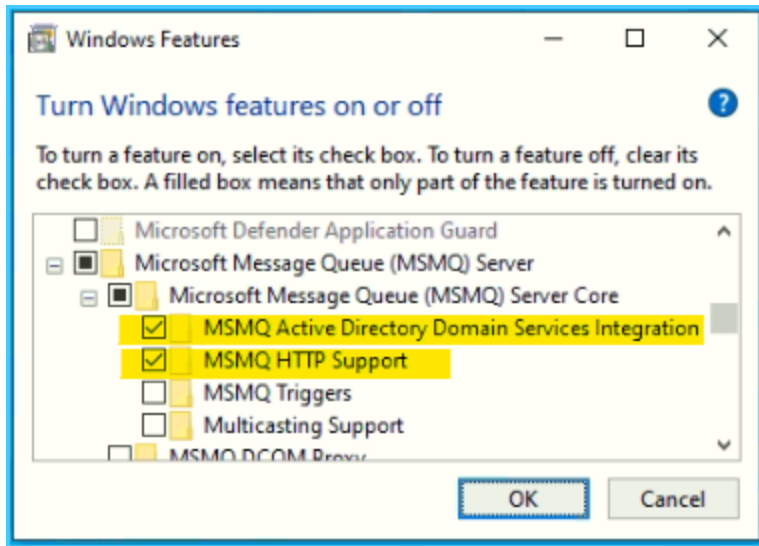 Windows Features
Turn Windows features on or off
To turn a feature on, select its check box. To turn a feature off, clear its
check box. A filled box means that only part of the feature is turned on.
Microsoft Defender Application Guard
Microsoft Message Queue (MSMQ) Server
Microsoft Message Queue (MSMQ) Server Core
MSMQ Active Directory Domain Services Integration
MSMQ HTTP Support
MSMQ Triggers
Multicasting Support
MSMQ DCOM Proxy
OK Cancel